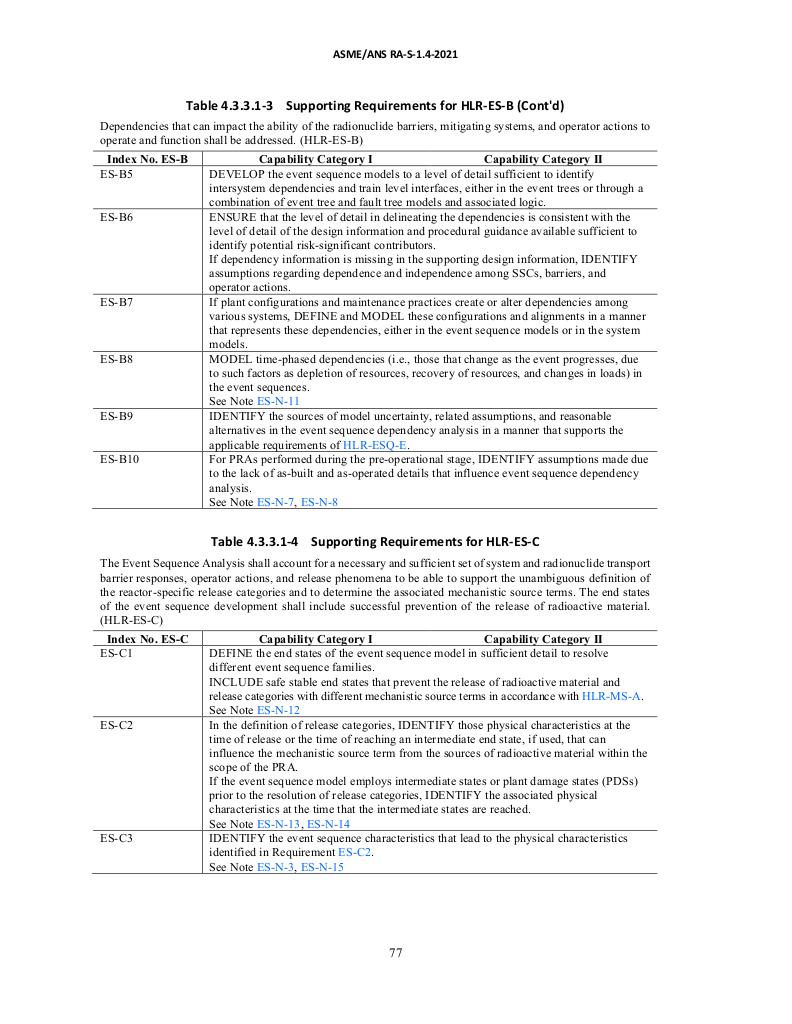 ASME/ANS RA-S-1.4-2021
Table 4.3.3.1-3 Supporting Requirements for HLR-ES-B (Cont'd)
Dependencies that can impact the ability of the radionuclide barriers, mitigating systems, and operator actions to
operate and function shall be addressed. (HLR-ES-B)
Index No. ES-B Capability Category I Capability Category II
ES-B5 DEVELOP the event sequence models to a level of detail sufficient to identify
intersystem dependencies and train level interfaces, either in the event trees or through a
combination of event tree and fault tree models and associated logic.
ES-B6 ENSURE that the level of detail in delineating the dependencies is consistent with the
level of detail of the design information and procedural guidance available sufficient to
identify potential risk-significant contributors.
If dependency information is missing in the supporting design information, IDENTIFY
assumptions regarding dependence and independence among SSCs, barriers, and
operator actions.
ES-B7 If plant configurations and maintenance practices create or alter dependencies among
various systems, DEFINE and MODEL these configurations and alignments in a manner
that represents these dependencies, either in the event sequence models or in the system
models.
ES-B8 MODEL time-phased dependencies (i.e., those that change as the event progresses, due
to such factors as depletion of resources, recovery of resources, and changes in loads) in
the event sequences.
See Note ES-N-11
ES-B9 IDENTIFY the sources of model uncertainty, related assumptions, and reasonable
alternatives in the event sequence dependency analysis in a manner that supports the
applicable requirements of HLR-ESQ-E.
ES-B10 For PRAs performed during the pre-operational stage, IDENTIFY assumptions made due
to the lack of as-built and as-operated details that influence event sequence dependency
analysis.
See Note ES-N-7, ES-N-8
Table 4.3.3.1-4 Supporting Requirements for HLR-ES-C
The Event Sequence Analysis shall account for a necessary and sufficient set of system and radionuclide transport
barrier responses, operator actions, and release phenomena to be able to support the unambiguous definition of
the reactor-specific release categories and to determine the associated mechanistic source terms. The end states
of the event sequence development shall include successful prevention of the release of radioactive material.
(HLR-ES-C)
Index No. ES-C Capability Category I Capability Category II
ES-C1 DEFINE the end states of the event sequence model in sufficient detail to resolve
different event sequence families.
INCLUDE safe stable end states that prevent the release of radioactive material and
release categories with different mechanistic source terms in accordance with HLR-MS-A.
See Note ES-N-12
ES-C2 In the definition of release categories, IDENTIFY those physical characteristics at the
time of release or the time of reaching an intermediate end state, if used, that can
influence the mechanistic source term from the sources of radioactive material within the
scope of the PRA.
If the event sequence model employs intermediate states or plant damage states (PDSs)
prior to the resolution of release categories, IDENTIFY the associated physical
characteristics at the time that the intermediate states are reached.
See Note ES-N-13, ES-N-14
ES-C3 IDENTIFY the event sequence characteristics that lead to the physical characteristics
identified in Requirement ES-C2.
See Note ES-N-3, ES-N-15
77